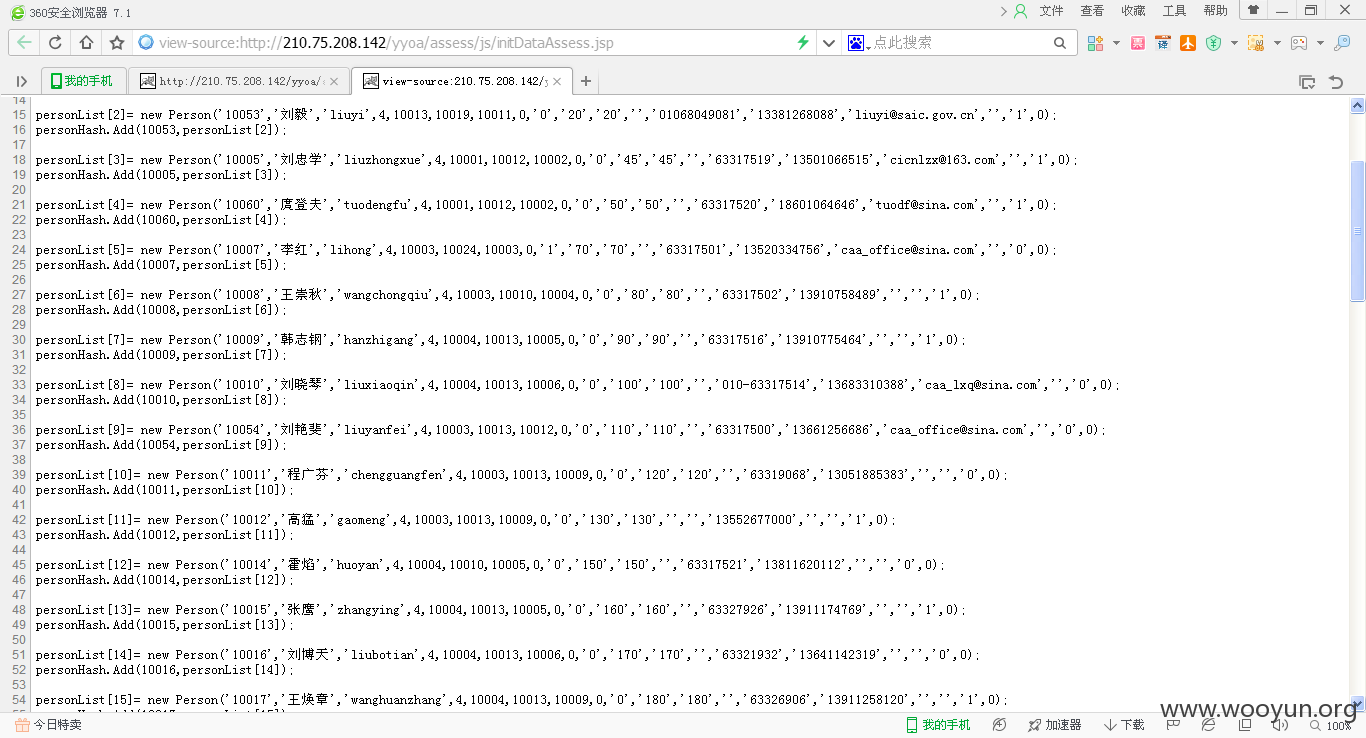 360安全浏览器 7.1
文件 查看 收藏 工具 帮助
view-source:http://210.75.208.142/yyoa/assess/js/initDataAssess.jsp
点此搜索
我的手机
http://210.75.208.142/yyoa/
view-source:210.75.208.142/y
14
15 personList[2]= new Person('10053','刘毅','liuyi',4,10013,10019,10011,0,'0','20','20','','01068049081','13381268088','liuyi@saic.gov.cn','','1',0);
16 personHash.Add(10053,personList[2]);
17
18 personList[3]= new Person('10005','刘忠学','liuzhongxue',4,10001,10012,10002,0,'0','45','45','','63317519','13501066515','cicnlzx@163.com','','1',0);
19 personHash.Add(10005,personList[3]);
20
21 personList[4]= new Person('10060','庹登夫','tuodengfu',4,10001,10012,10002,0,'0','50','50','','63317520','18601064646','tuodf@sina.com','','1',0);
22 personHash.Add(10060,personList[4]);
23
24 personList[5]= new Person('10007','李红','lihong',4,10003,10024,10003,0,'1','70','70','','63317501','13520334756','caa_office@sina.com','','0',0);
25 personHash.Add(10007,personList[5]);
26
27 personList[6]= new Person('10008','王崇秋','wangchongqiu',4,10003,10010,10004,0,'0','80','80','','63317502','13910758489','','','1',0);
28 personHash.Add(10008,personList[6]);
29
30 personList[7]= new Person('10009','韩志钢','hanzhigang',4,10004,10013,10005,0,'0','90','90','','63317516','13910775464','','','1',0);
31 personHash.Add(10009,personList[7]);
32
33 personList[8]= new Person('10010','刘晓琴','liuxiaoqin',4,10004,10013,10006,0,'0','100','100','','010-63317514','13683310388','caa_lxq@sina.com','','0',0);
34 personHash.Add(10010,personList[8]);
35
36 personList[9]= new Person('10054','刘艳斐','liuyanfei',4,10003,10013,10012,0,'0','110','110','','63317500','13661256686','caa_office@sina.com','','0',0);
37 personHash.Add(10054,personList[9]);
38
39 personList[10]= new Person('10011','程广芬','chengguangfen',4,10003,10013,10009,0,'0','120','120','','63319068','13051885383','','','0',0);
40 personHash.Add(10011,personList[10]);
41
42 personList[11]= new Person('10012','高猛','gaomeng',4,10003,10013,10009,0,'0','130','130','','','13552677000','','','1',0);
43 personHash.Add(10012,personList[11]);
44
45 personList[12]= new Person('10014','霍焰','huoyan',4,10004,10010,10005,0,'0','150','150','','63317521','13811620112','','','0',0);
46 personHash.Add(10014,personList[12]);
47
48 personList[13]= new Person('10015','张鹰','zhangying',4,10004,10013,10005,0,'0','160','160','','63327926','13911174769','','','1',0);
49 personHash.Add(10015,personList[13]);
50
51 personList[14]= new Person('10016','刘博天','liubotian',4,10004,10013,10006,0,'0','170','170','','63321932','13641142319','','','0',0);
52 personHash.Add(10016,personList[14]);
53
54 personList[15]= new Person('10017','王焕章','wanghuanzhang',4,10004,10013,10009,0,'0','180','180','','63326906','13911258120','','','1',0);
www.wooyun.org
今日特卖
我的手机 加速器 下载 100%